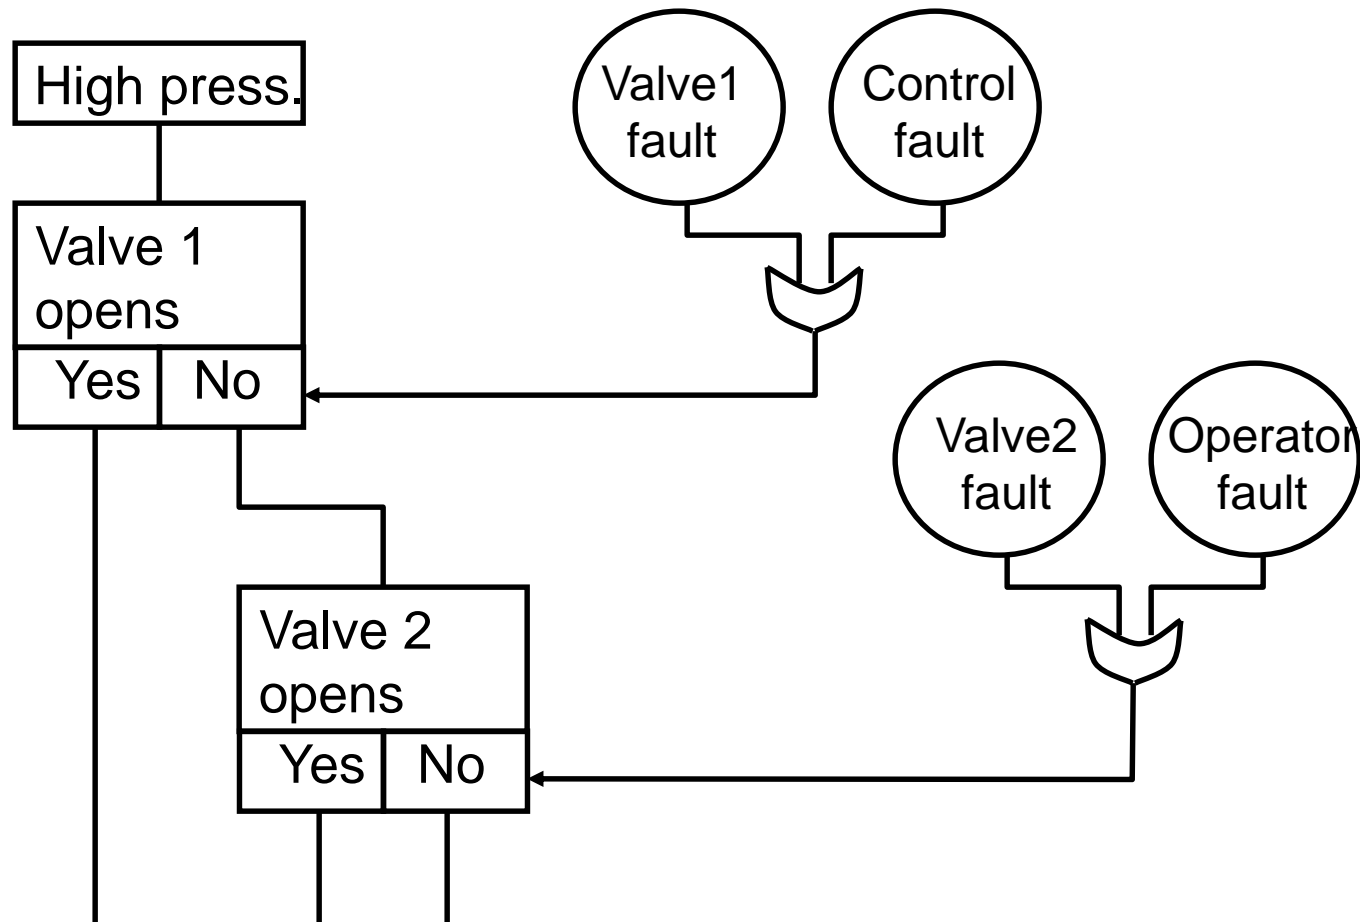 High press.
Valve1
fault
Control
fault
Valve 1
opens
Yes
No
Valve2
fault
Operator
fault
Valve 2
opens
Yes
No